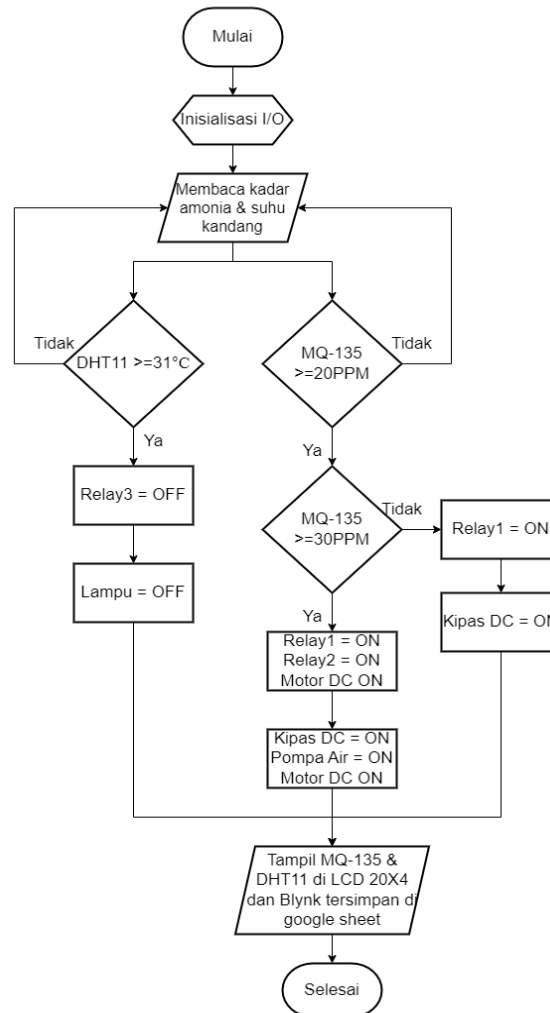 Mulai
Inisialisasi I/O
Membaca kadar
amonia & suhu
kandang
Tidak
DHT11 >=31°C
Ya
Relay3 = OFF
Lampu = OFF
MQ-135
>=20PPM
Tidak
Ya
MQ-135
>=30PPM
Tidak
Relay1 = ON
Kipas DC = ON
Ya
Relay1 = ON
Relay2 = ON
Motor DC ON
Kipas DC = ON
Pompa Air = ON
Motor DC ON
Tampil MQ-135 &
DHT11 di LCD 20X4
dan Blynk tersimpan di
google sheet
Selesai